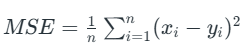 MSE = \frac{1}{n} \sum_{i=1}^{n} (x_i - y_i)^2